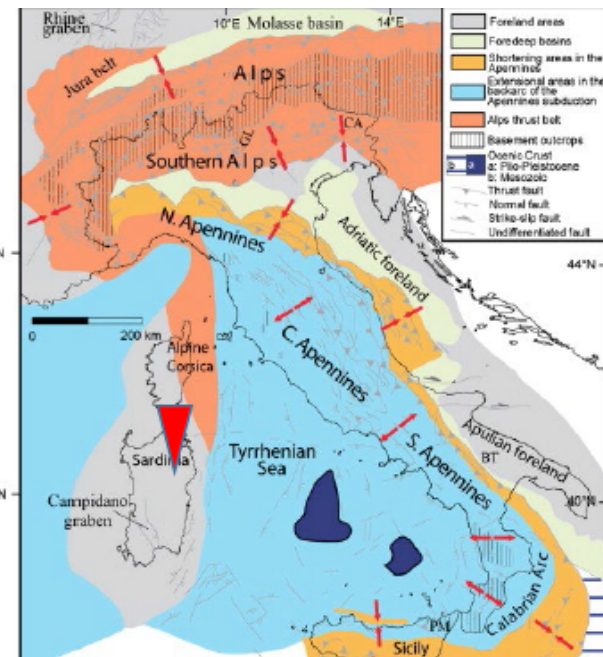 10°E
14°E
Rhine
graben
Molasse basin
Jura belt
Alps
GL
CA
Southern Alps
N. Apennines
Adriatic foreland
44°N
0
200 km
Alpine
Corsica
C. Apennines
Sardinia
Tyrrhenian
Sea
S. Apennines
Apulian foreland
BT
Campidano
graben
40°N
N
N
Calabrian Arc
PM
Sicily
Foreland areas
Foredeep basins
Shortening areas in the
Apennines
Extensional areas in the
backarc of the
Apennines subduction
Alps thrust belt
Basement outcrops
b a
Ocenic Crust
a: Plio-Pleistocene
b: Mesozoic
Thrust fault
Normal fault
Strike-slip fault
Undifferentiated fault